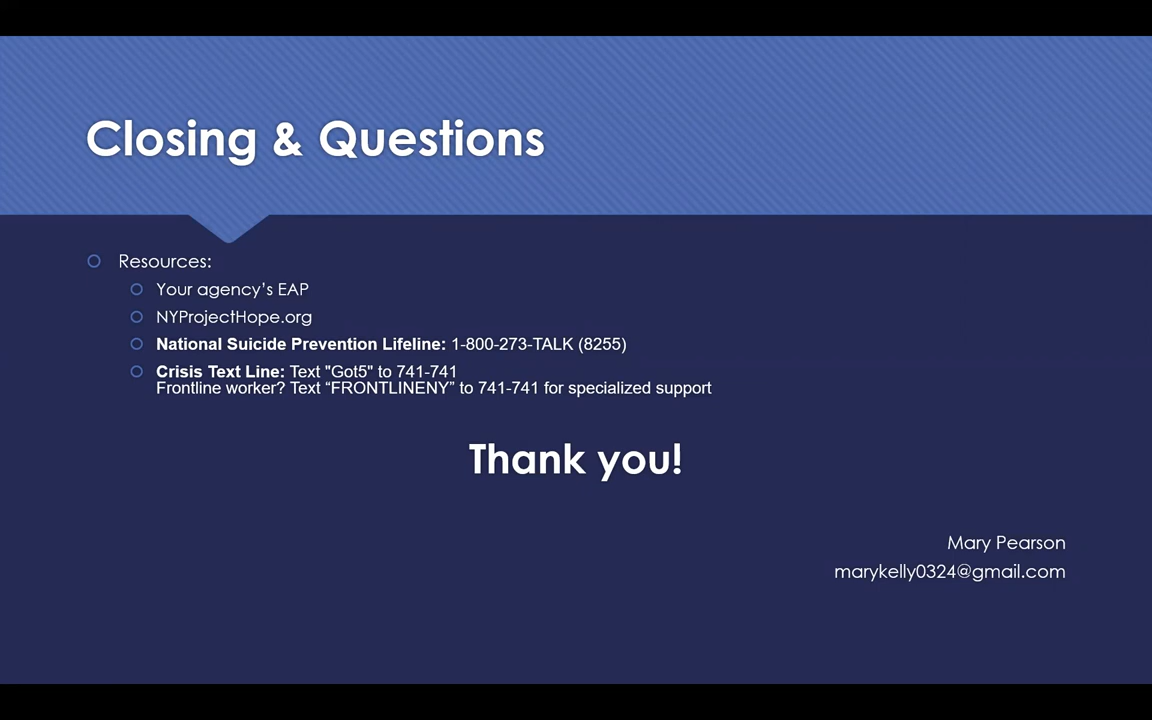 Closing & Questions
Resources:
Your agency’s EAP
NYProjectHope.org
National Suicide Prevention Lifeline: 1-800-273-TALK (8255)
Crisis Text Line: Text "Got5" to 741-741
Frontline worker? Text “FRONTLINENY” to 741-741 for specialized support
Thank you!
Mary Pearson
marykelly0324@gmail.com